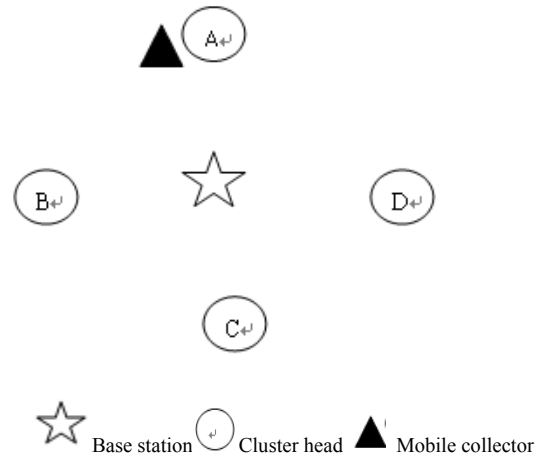 A↵
B↵
D↵
C↵
Base station ↵ Cluster head Mobile collector